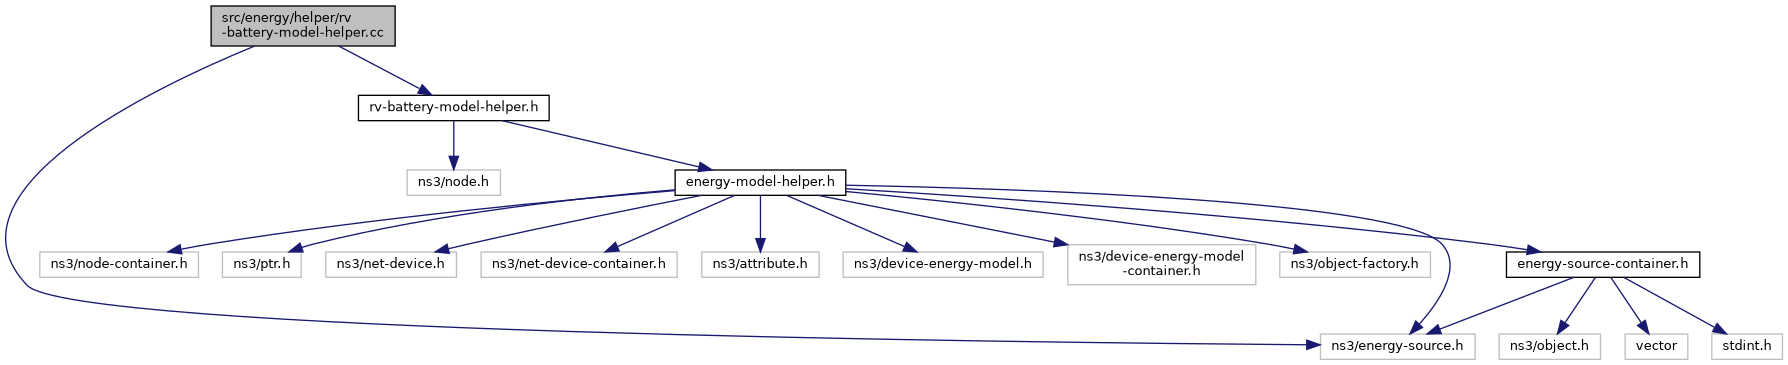 src/energy/helper/rv
-battery-model-helper.cc
rv-battery-model-helper.h
ns3/node.h
energy-model-helper.h
ns3/node-container.h
ns3/ptr.h
ns3/net-device.h
ns3/net-device-container.h
ns3/attribute.h
ns3/device-energy-model.h
ns3/device-energy-model
-container.h
ns3/object-factory.h
energy-source-container.h
ns3/energy-source.h
ns3/object.h
vector
stdint.h